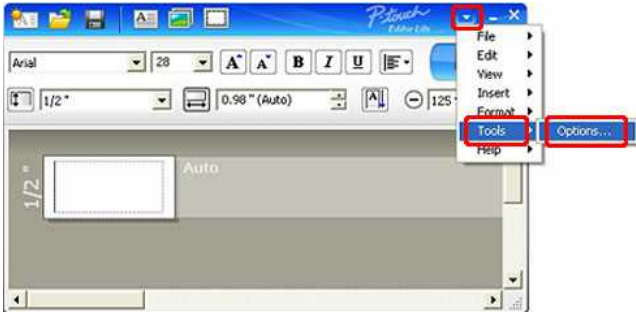 P-touch
Editor Lite
File
Edit
View
Insert
Format
Tools
Options...
Help
Arial
28
A
A
B
I
U
1/2"
0.98" (Auto)
A
125
1/2"
Auto